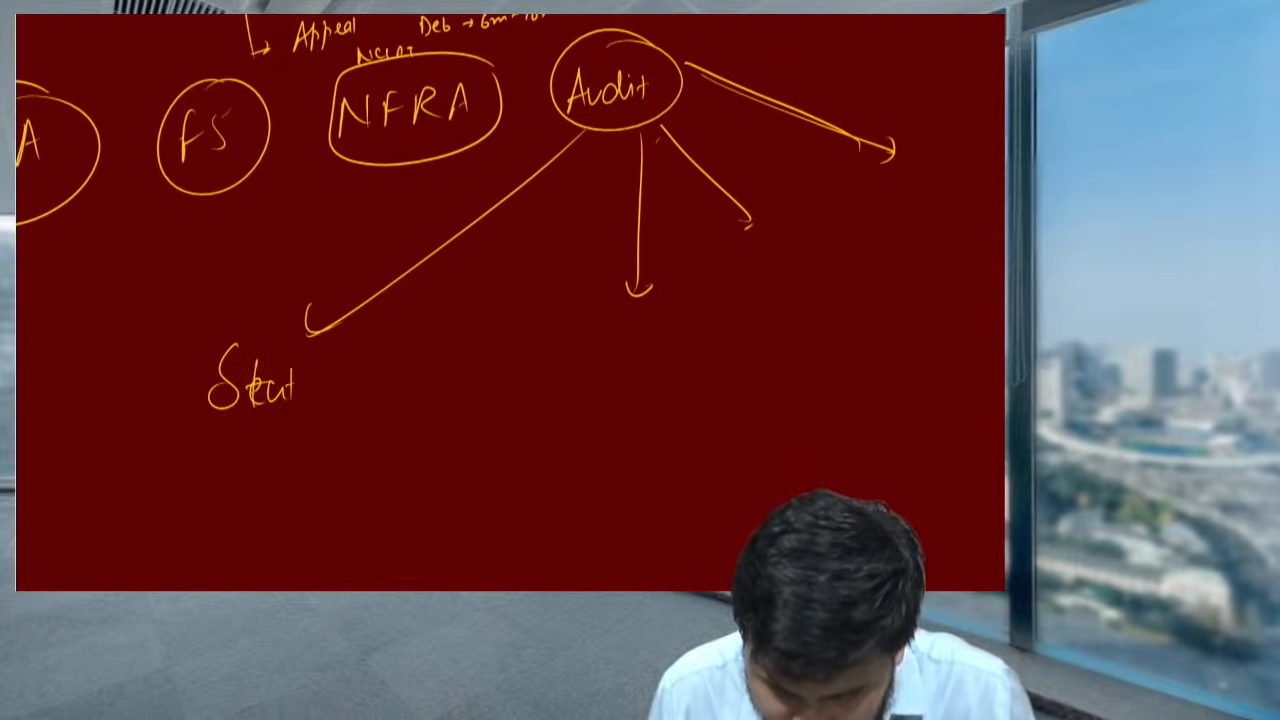 Appeal Deb → 6m
NCLAT
A FS NFRA Audit
Stat